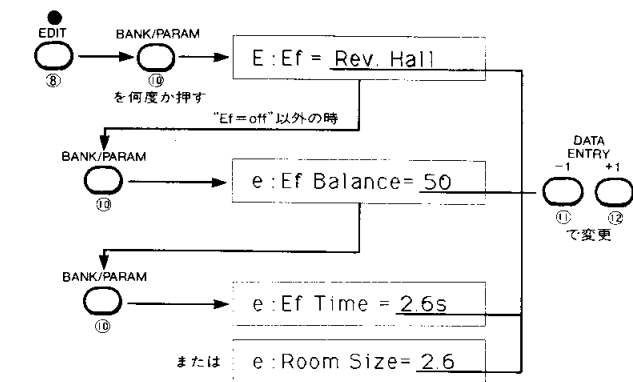 EDIT
⑧
BANK/PARAM
⑩
を何度か押す
E:Ef = Rev. Hall
"Ef=off"以外の時
BANK/PARAM
⑩
e:Ef Balance= 50
DATA
ENTRY
-1 +1
⑪ ⑫
で変更
BANK/PARAM
⑩
e:Ef Time = 2.6s
または
e:Room Size= 2.6